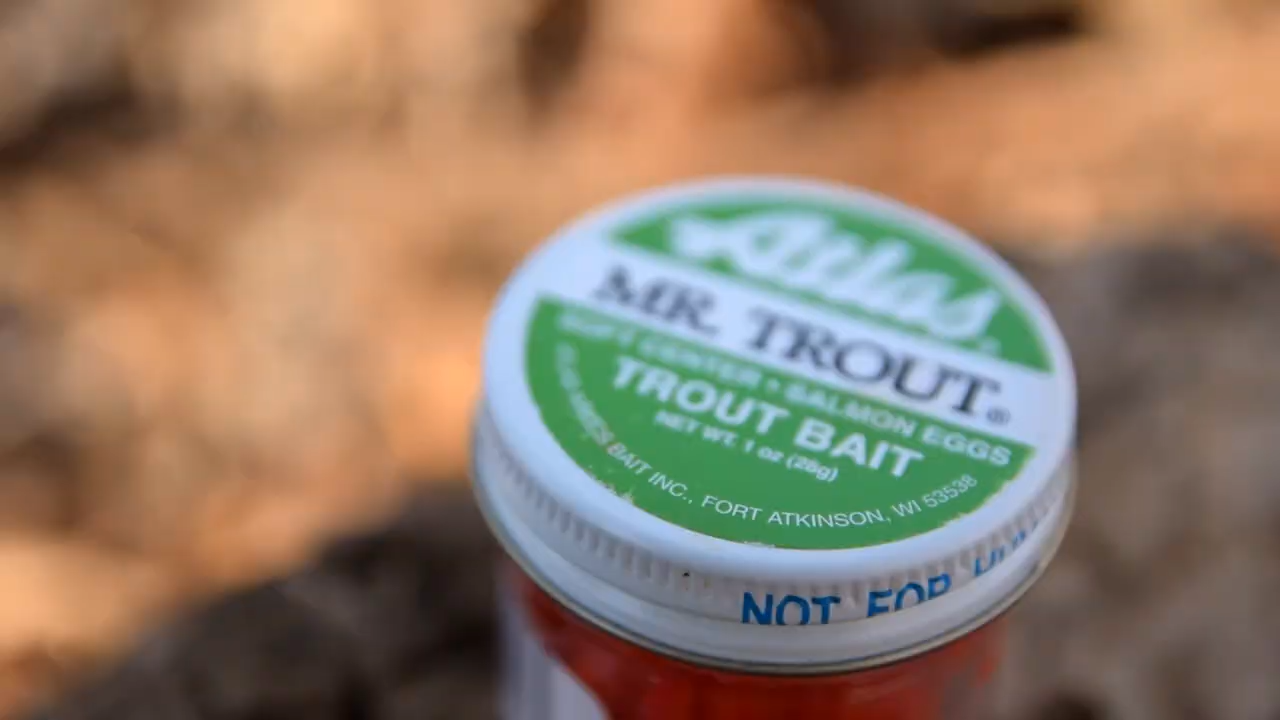 Atlas
MR. TROUT®
SOFT CENTER • SALMON EGGS
TROUT BAIT
NET WT. 1 oz (28g)
BAIT INC., FORT ATKINSON, WI 53538
NOT FOR